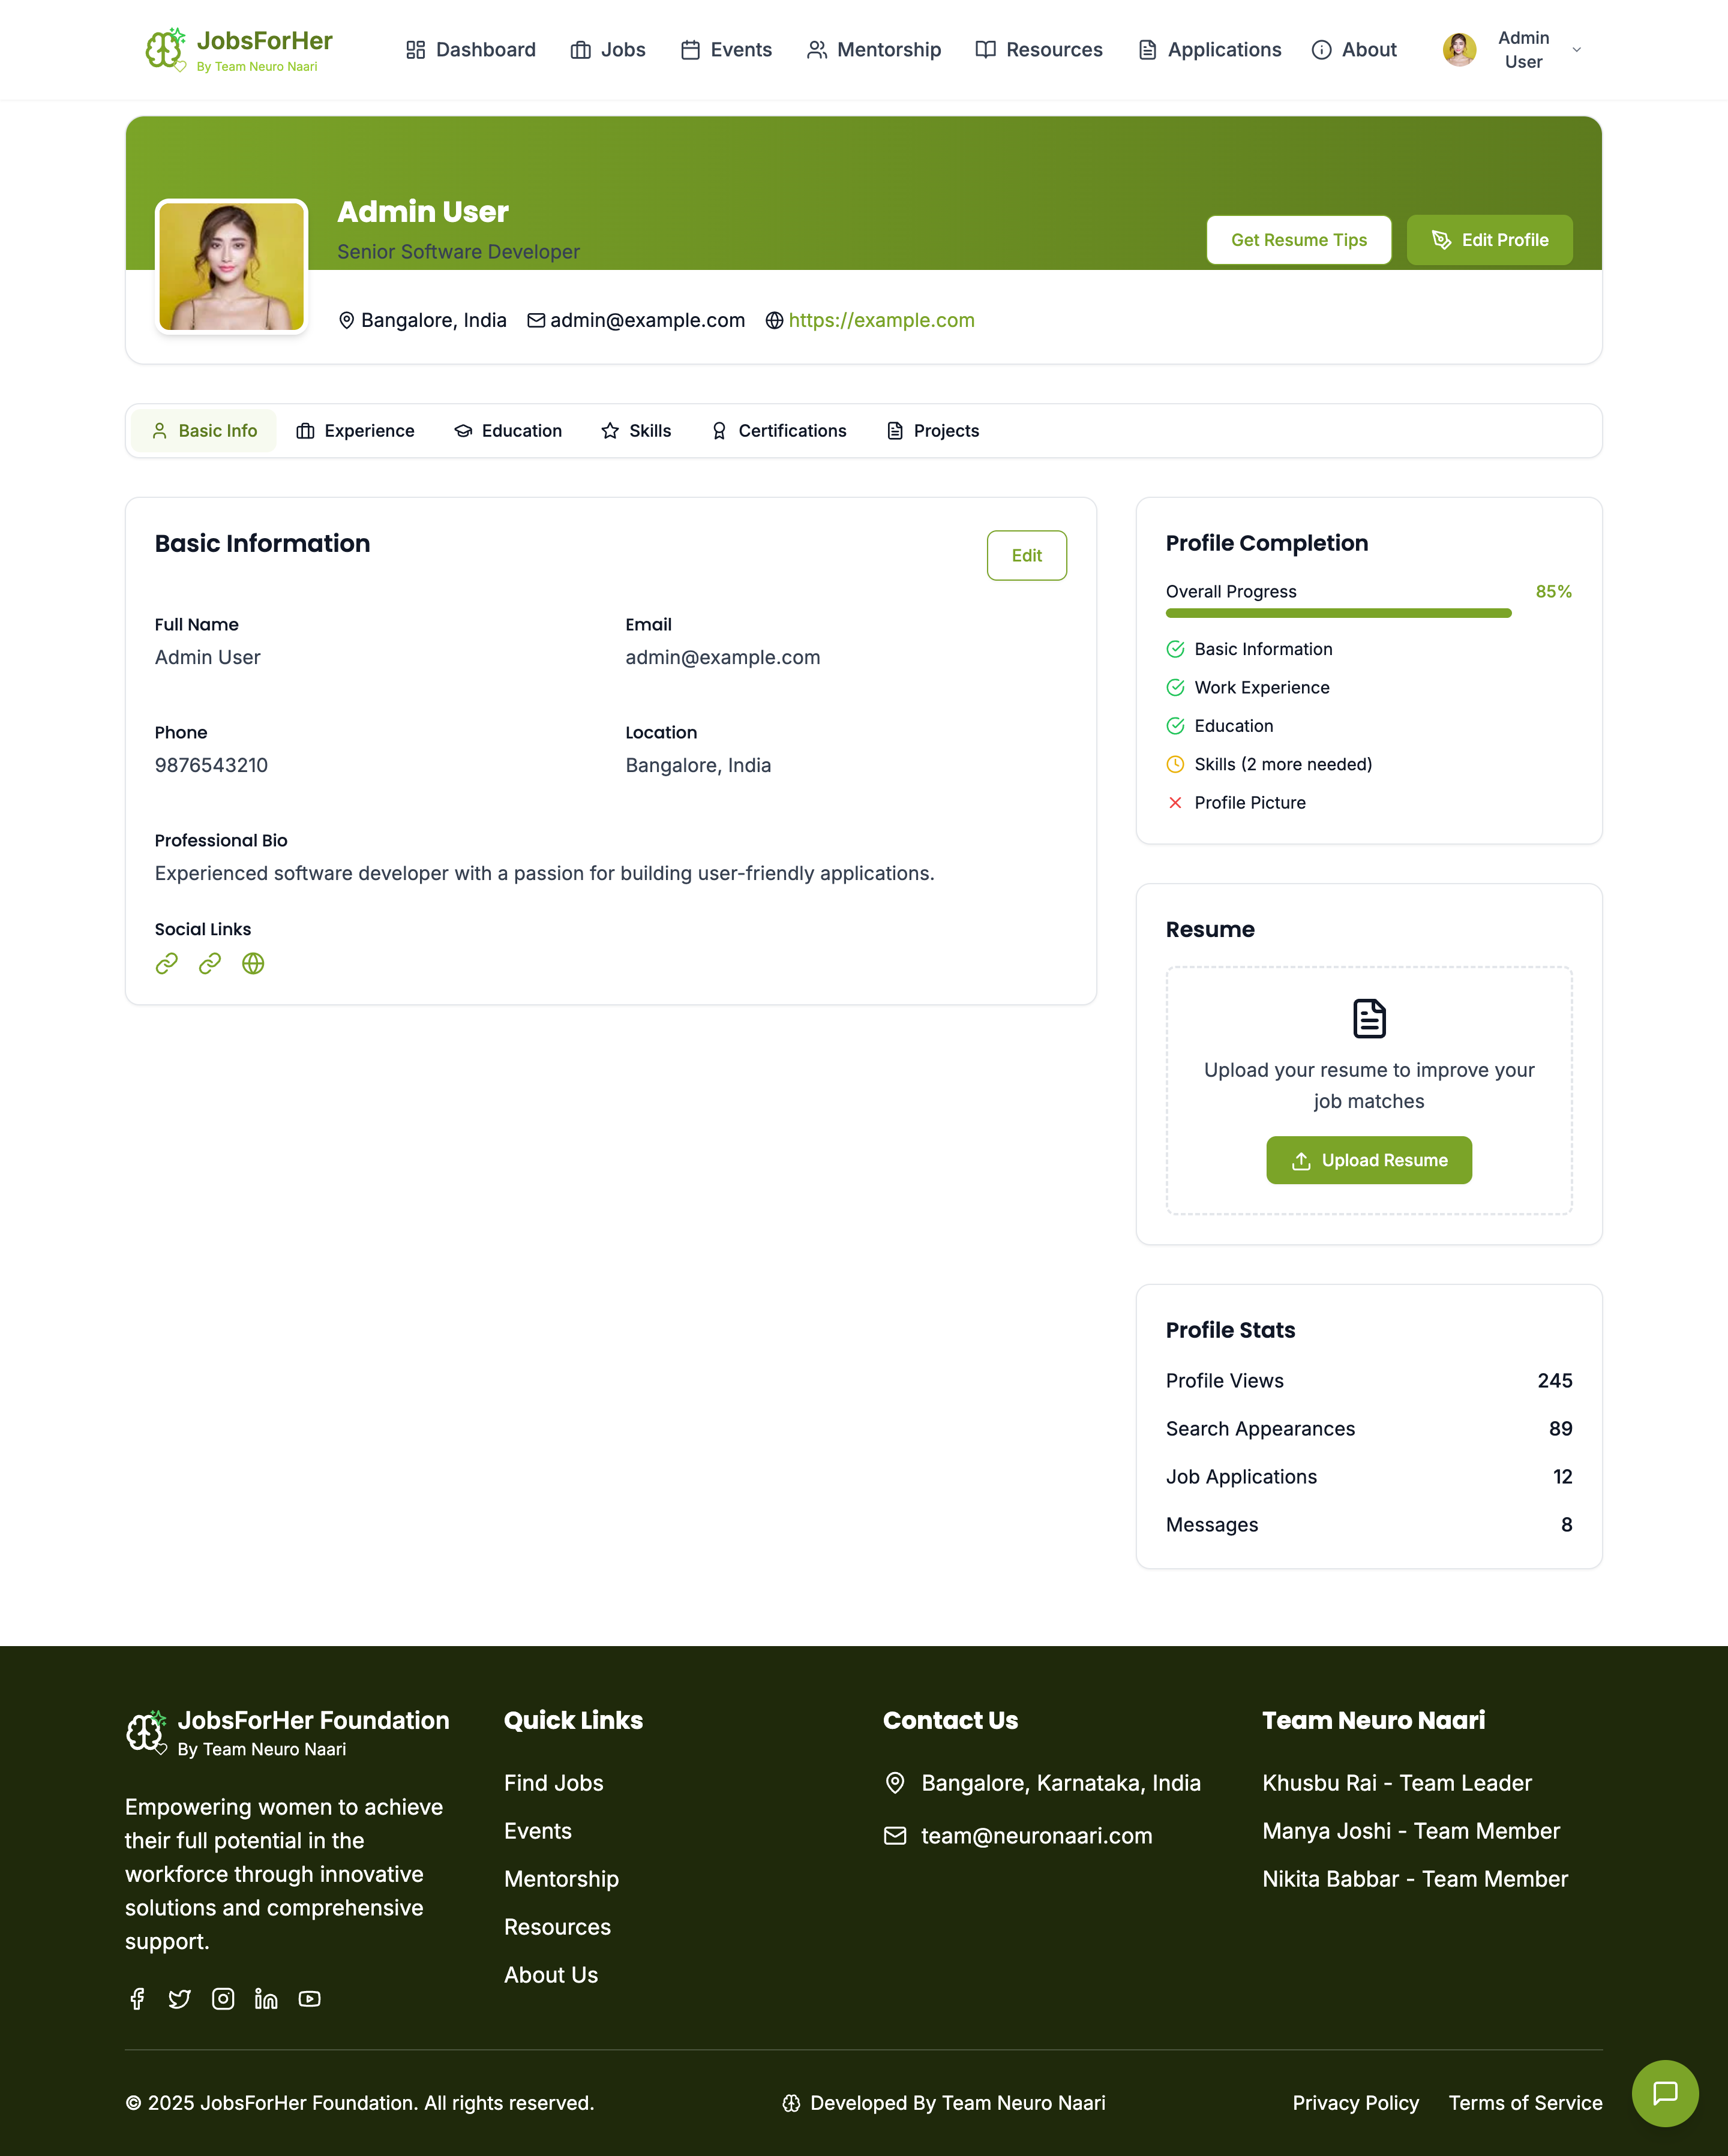 JobsForHer
By Team Neuro Naari
Dashboard
Jobs
Events
Mentorship
Resources
Applications
About
Admin
User
Admin User
Senior Software Developer
Get Resume Tips
Edit Profile
Bangalore, India
admin@example.com
https://example.com
Basic Info
Experience
Education
Skills
Certifications
Projects
Basic Information
Edit
Full Name
Admin User
Email
admin@example.com
Phone
9876543210
Location
Bangalore, India
Professional Bio
Experienced software developer with a passion for building user-friendly applications.
Social Links
Profile Completion
Overall Progress 85%
Basic Information
Work Experience
Education
Skills (2 more needed)
Profile Picture
Resume
Upload your resume to improve your
job matches
Upload Resume
Profile Stats
Profile Views 245
Search Appearances 89
Job Applications 12
Messages 8
JobsForHer Foundation
By Team Neuro Naari
Empowering women to achieve
their full potential in the
workforce through innovative
solutions and comprehensive
support.
Quick Links
Find Jobs
Events
Mentorship
Resources
About Us
Contact Us
Bangalore, Karnataka, India
team@neuronaari.com
Team Neuro Naari
Khusbu Rai - Team Leader
Manya Joshi - Team Member
Nikita Babbar - Team Member
© 2025 JobsForHer Foundation. All rights reserved.
Developed By Team Neuro Naari
Privacy Policy
Terms of Service